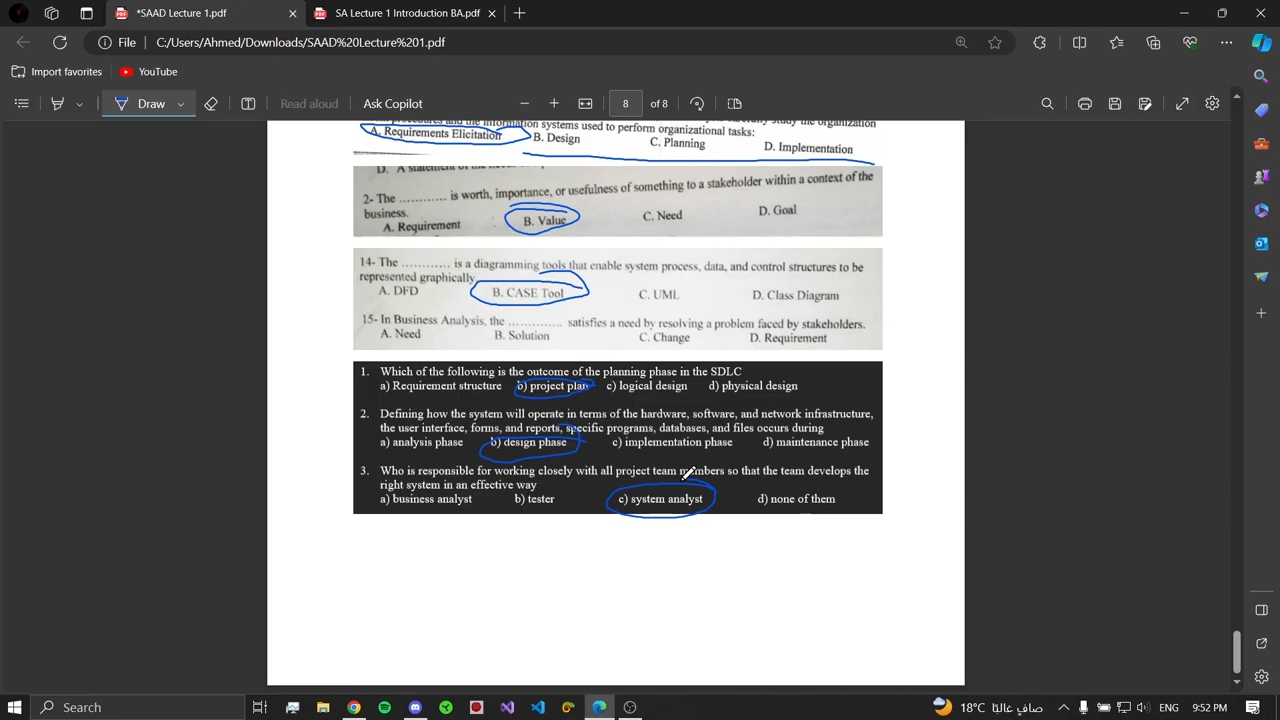 *SAAD Lecture 1.pdf
SA Lecture 1 Introduction BA.pdf
File
C:/Users/Ahmed/Downloads/SAAD%20Lecture%201.pdf
Import favorites
YouTube
Draw
Read aloud
Ask Copilot
8 of 8
procedures and the information systems used to perform organizational tasks:
study the organization
A. Requirements Elicitation B. Design C. Planning D. Implementation
D. A statement of the
2- The ............ is worth, importance, or usefulness of something to a stakeholder within a context of the
business.
A. Requirement B. Value C. Need D. Goal
14- The ............ is a diagramming tools that enable system process, data, and control structures to be
represented graphically
A. DFD B. CASE Tool C. UML D. Class Diagram
15- In Business Analysis, the ............. satisfies a need by resolving a problem faced by stakeholders.
A. Need B. Solution C. Change D. Requirement
1. Which of the following is the outcome of the planning phase in the SDLC
a) Requirement structure b) project plan c) logical design d) physical design
2. Defining how the system will operate in terms of the hardware, software, and network infrastructure,
the user interface, forms, and reports, specific programs, databases, and files occurs during
a) analysis phase b) design phase c) implementation phase d) maintenance phase
3. Who is responsible for working closely with all project team members so that the team develops the
right system in an effective way
a) business analyst b) tester c) system analyst d) none of them
Search
18°C صافٍ غالبًا
ENG
9:52 PM